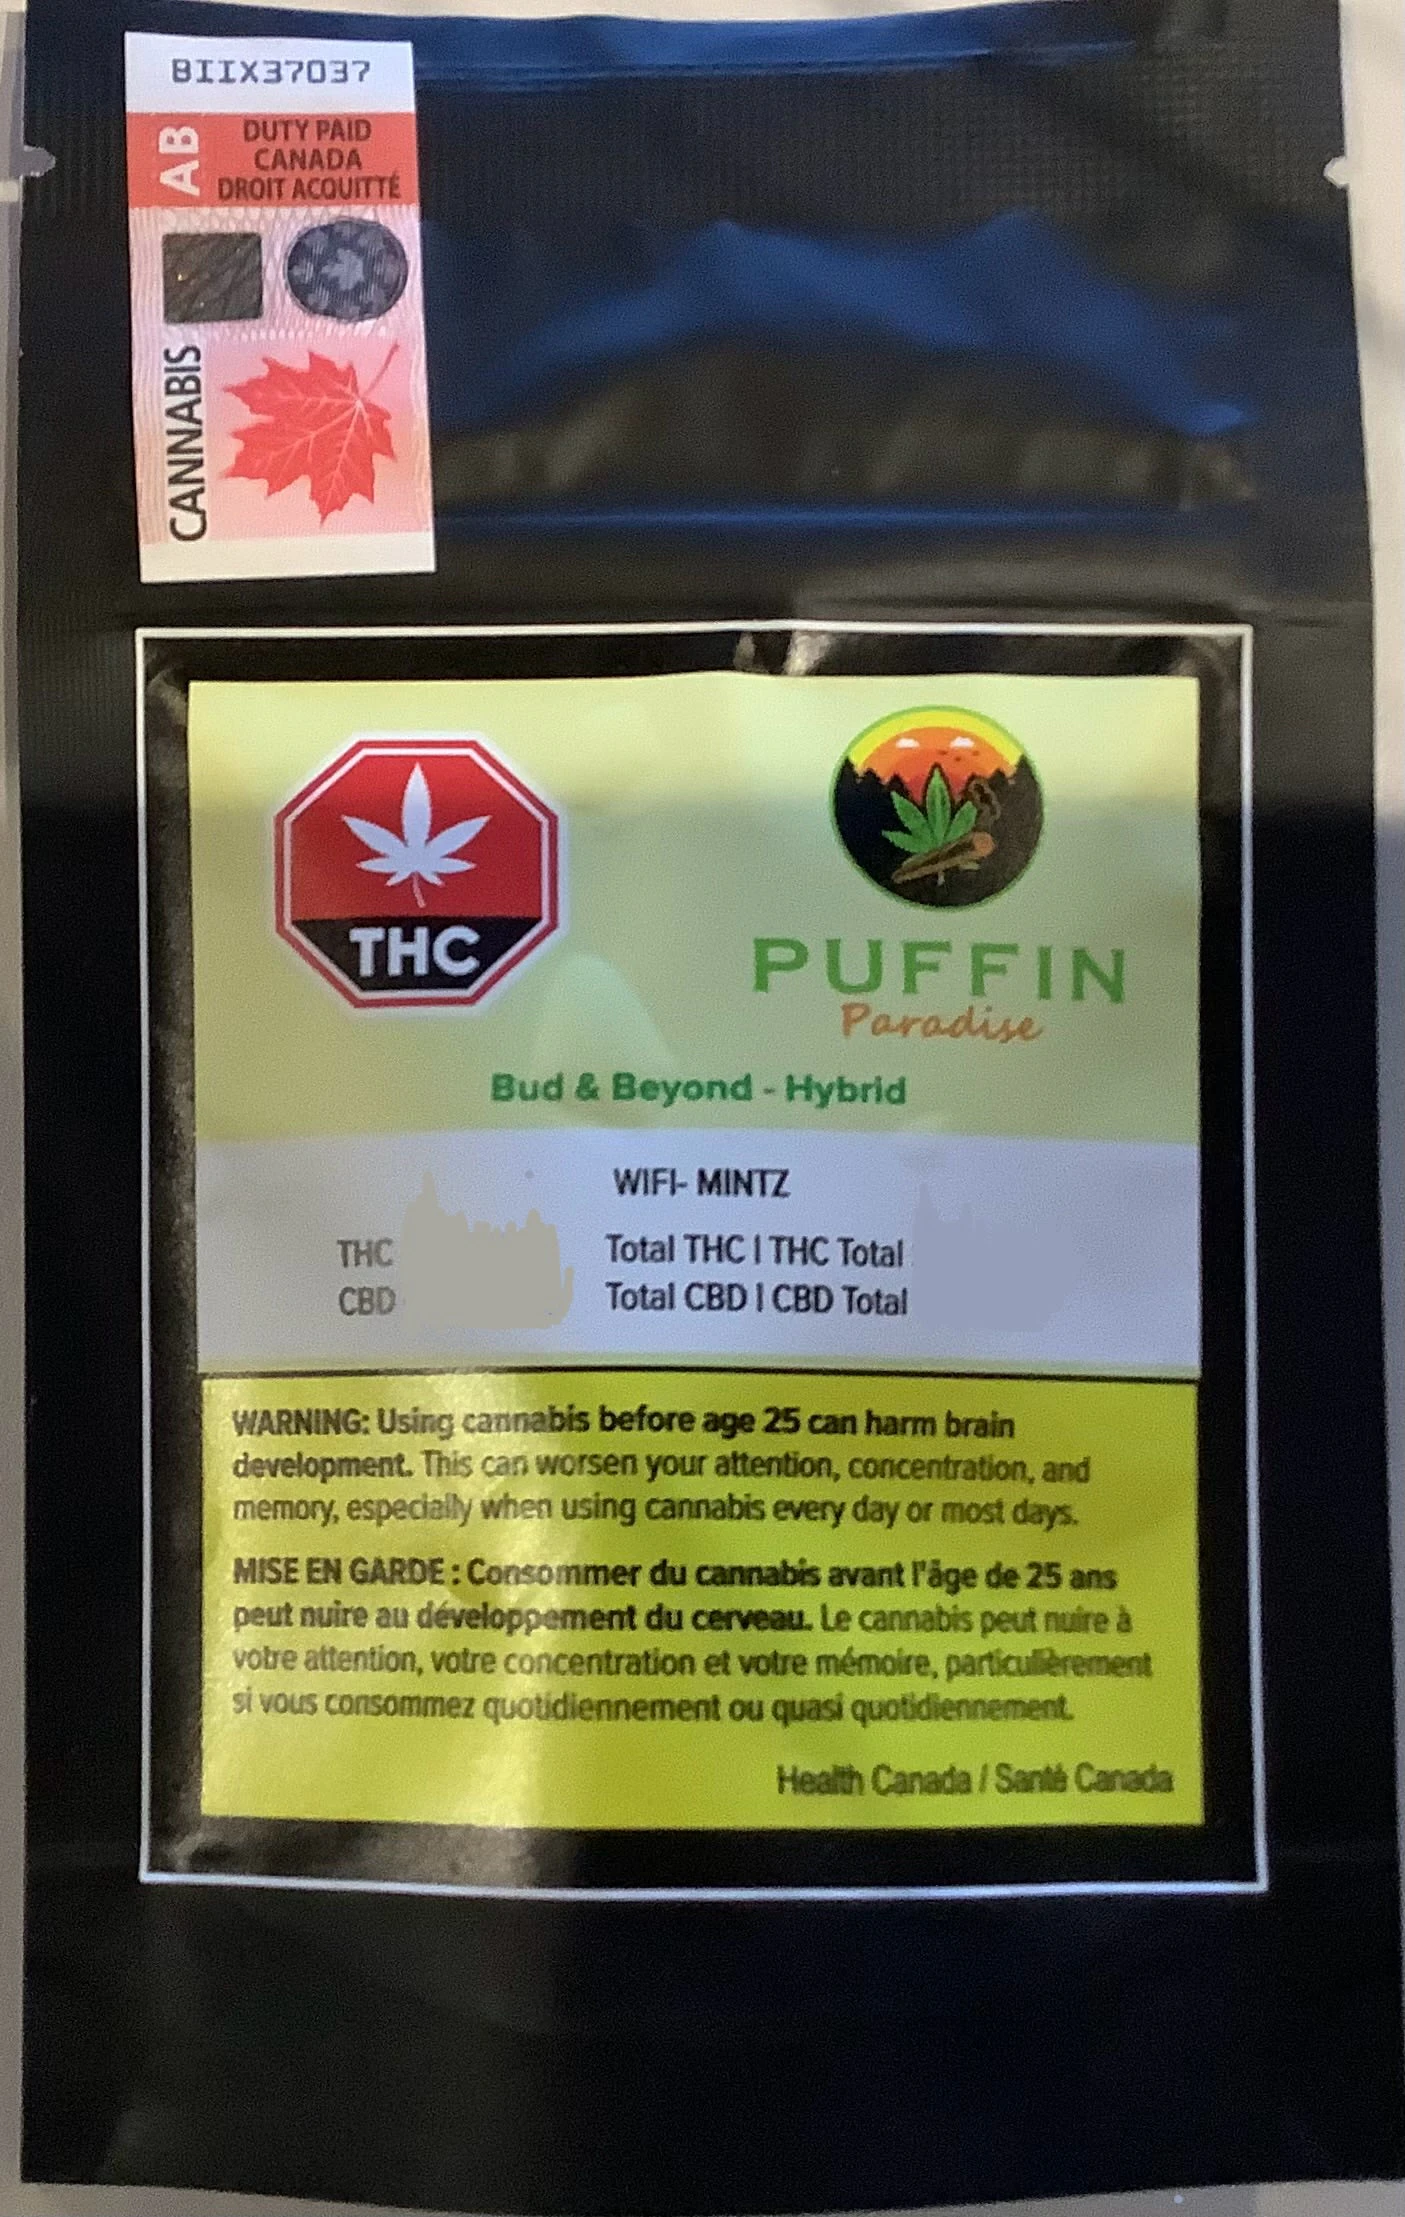 BIIX37037
AB
DUTY PAID
CANADA
DROIT ACQUITTÉ
CANNABIS
THC
PUFFIN
Paradise
Bud & Beyond - Hybrid
WIFI- MINTZ
THC Total THC | THC Total
CBD Total CBD | CBD Total
WARNING: Using cannabis before age 25 can harm brain
development. This can worsen your attention, concentration, and
memory, especially when using cannabis every day or most days.
MISE EN GARDE : Consommer du cannabis avant l'âge de 25 ans
peut nuire au développement du cerveau. Le cannabis peut nuire à
votre attention, votre concentration et votre mémoire, particulièrement
si vous consommez quotidiennement ou quasi quotidiennement.
Health Canada / Santé Canada